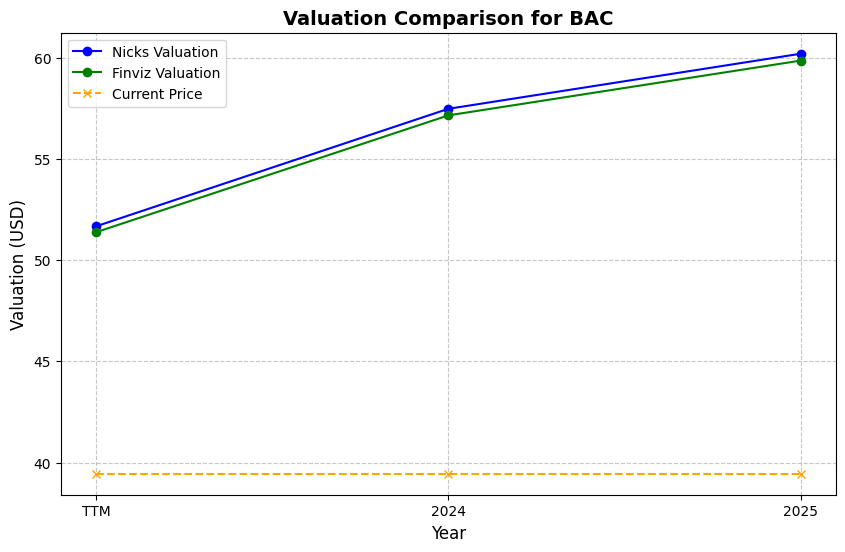 Valuation Comparison for BAC
Nicks Valuation
Finviz Valuation
Current Price
Valuation (USD)
60
55
50
45
40
TTM
2024
2025
Year